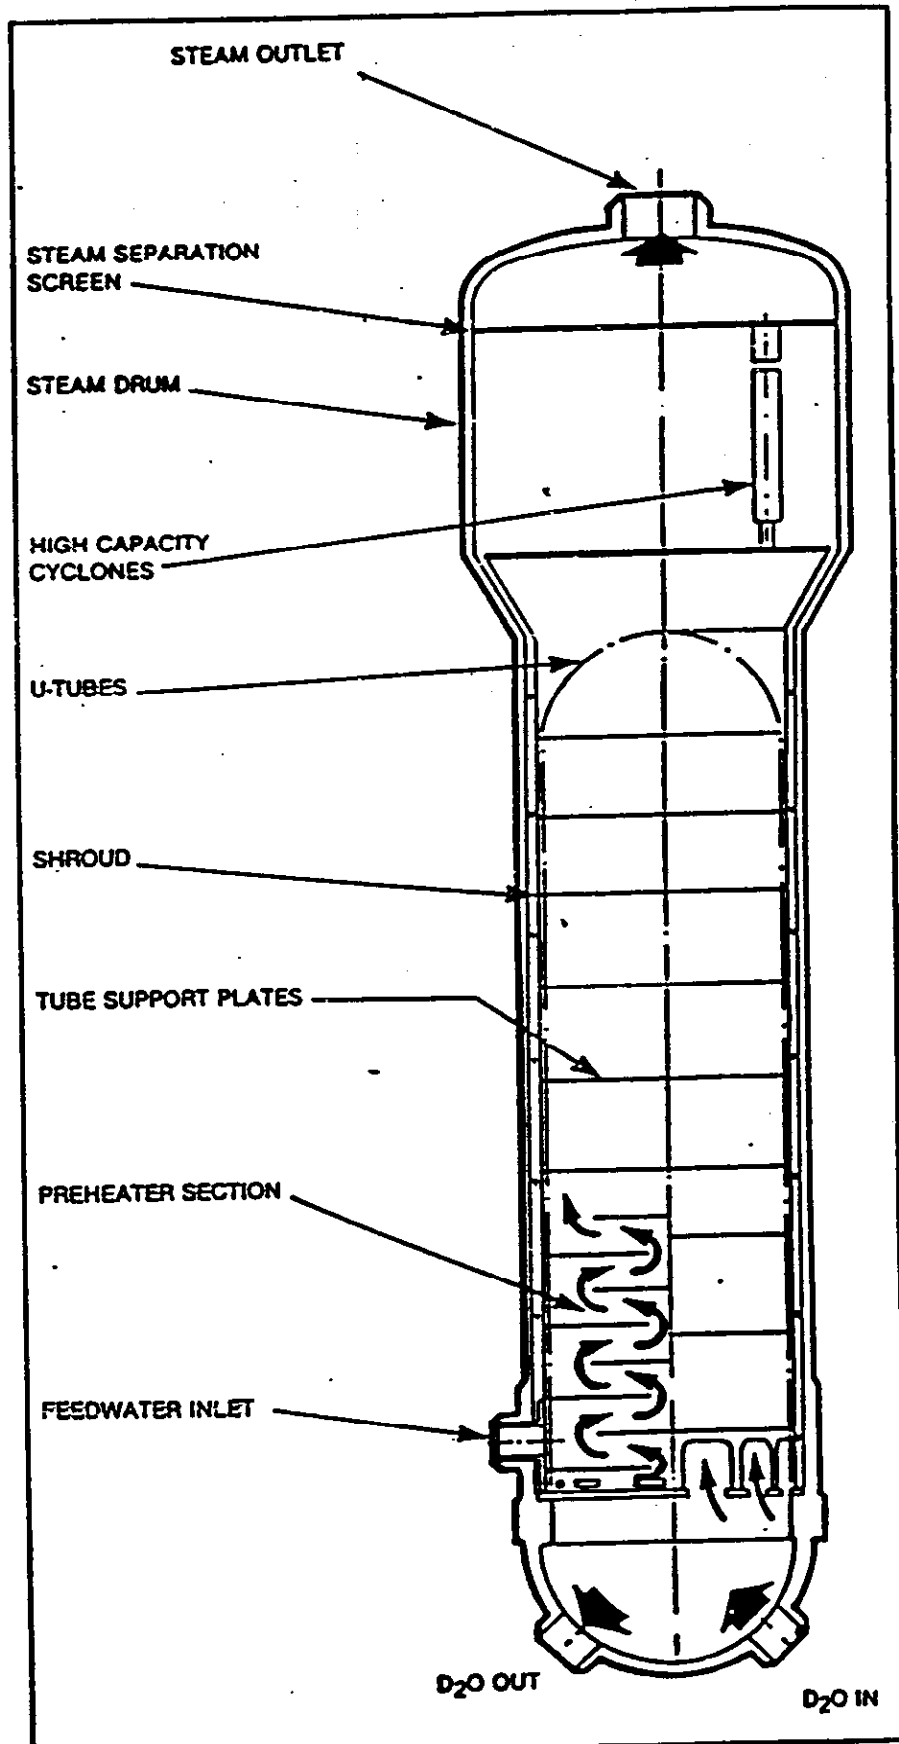 STEAM OUTLET
STEAM SEPARATION
SCREEN
STEAM DRUM
HIGH CAPACITY
CYCLONES
U-TUBES
SHROUD
TUBE SUPPORT PLATES
PREHEATER SECTION
FEEDWATER INLET
D₂O OUT
D₂O IN